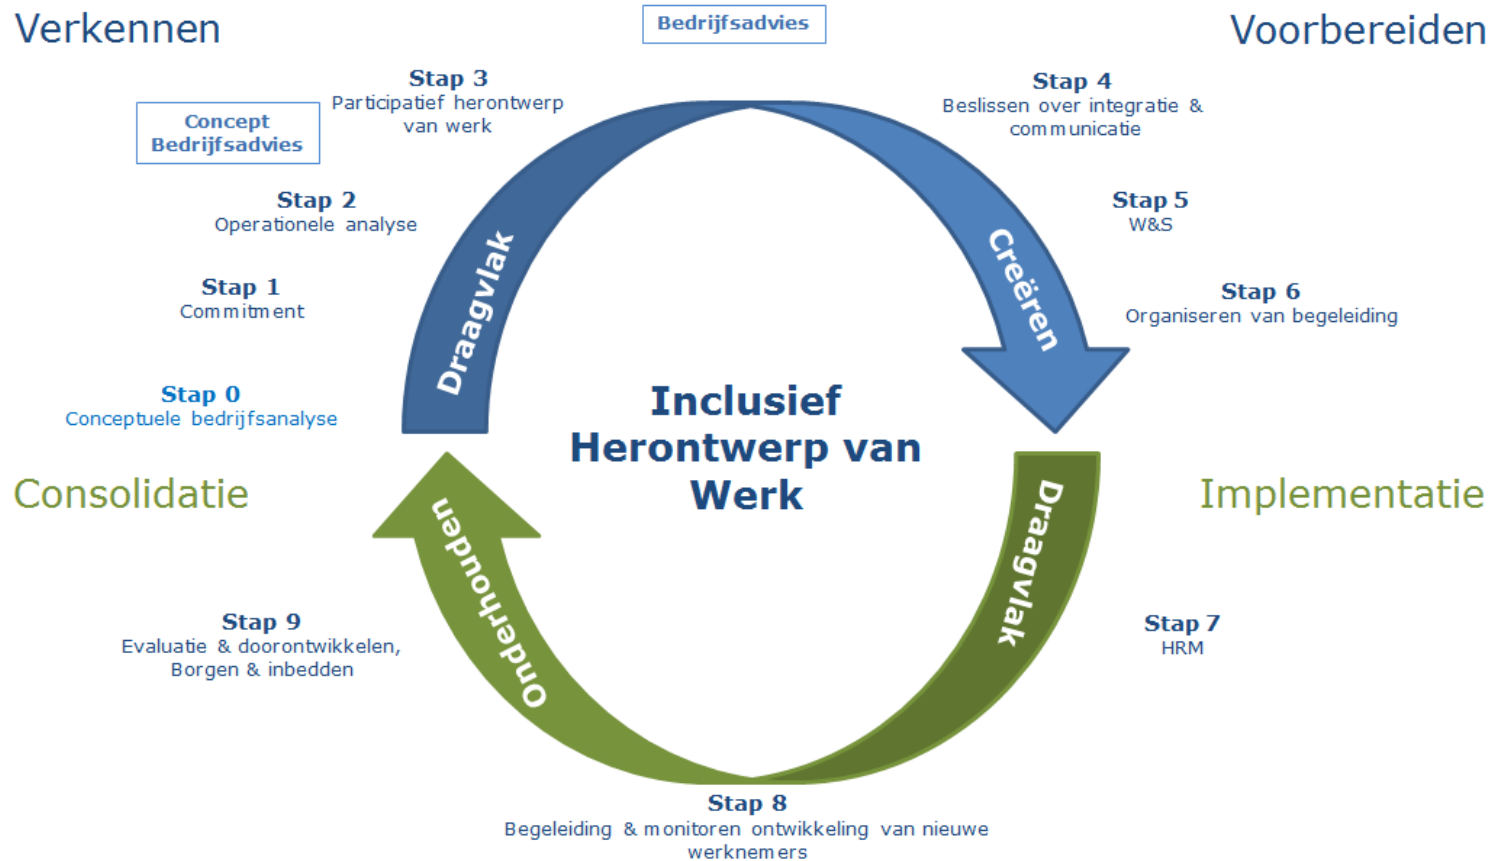 Verkennen
Bedrijfsadvies
Voorbereiden
Stap 3
Participatief herontwerp
van werk
Concept
Bedrijfsadvies
Stap 2
Operationele analyse
Stap 1
Commitment
Stap 0
Conceptuele bedrijfsanalyse
Stap 4
Beslissen over integratie &
communicatie
Stap 5
W&S
Stap 6
Organiseren van begeleiding
Draagvlak
Creëren
Inclusief
Herontwerp van
Werk
Consolidatie
Implementatie
Onderhouden
Draagvlak
Stap 9
Evaluatie & doorontwikkelen,
Borgen & inbedden
Stap 7
HRM
Stap 8
Begeleiding & monitoren ontwikkeling van nieuwe
werknemers